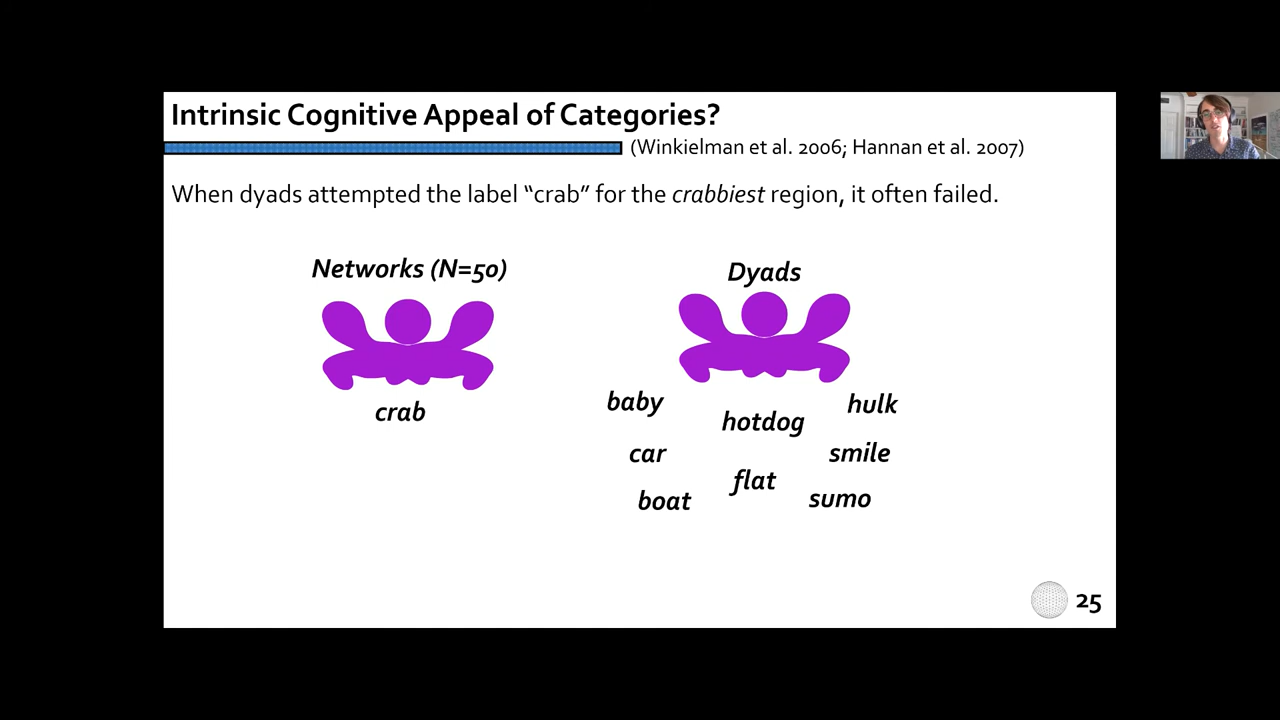 Intrinsic Cognitive Appeal of Categories?
(Winkielman et al. 2006; Hannan et al. 2007)
When dyads attempted the label “crab” for the crabbiest region, it often failed.
Networks (N=50)
crab
Dyads
baby
hotdog
hulk
car
smile
flat
boat
sumo
25